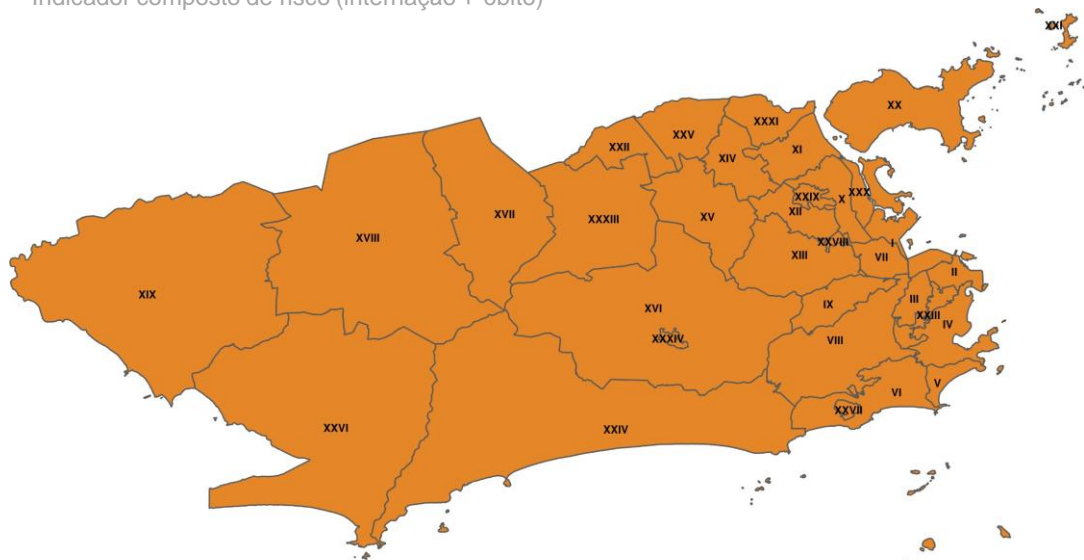 Indicador composto de risco (internação + óbito)
XXI
XX
XXXI
XXV
XXII
XIV
XI
XXIX
X
XXX
XVII
XXXIII
XV
XII
XVIII
XXVIII
I
XIII
VII
II
XIX
XVI
IX
III
XXIII
IV
XXXIV
VIII
V
VI
XXVII
XXVI
XXIV